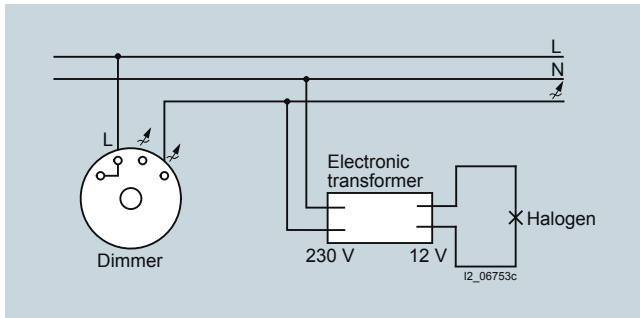 L
N
L
Electronic
transformer
Halogen
230 V
12 V
Dimmer
I2_06753c